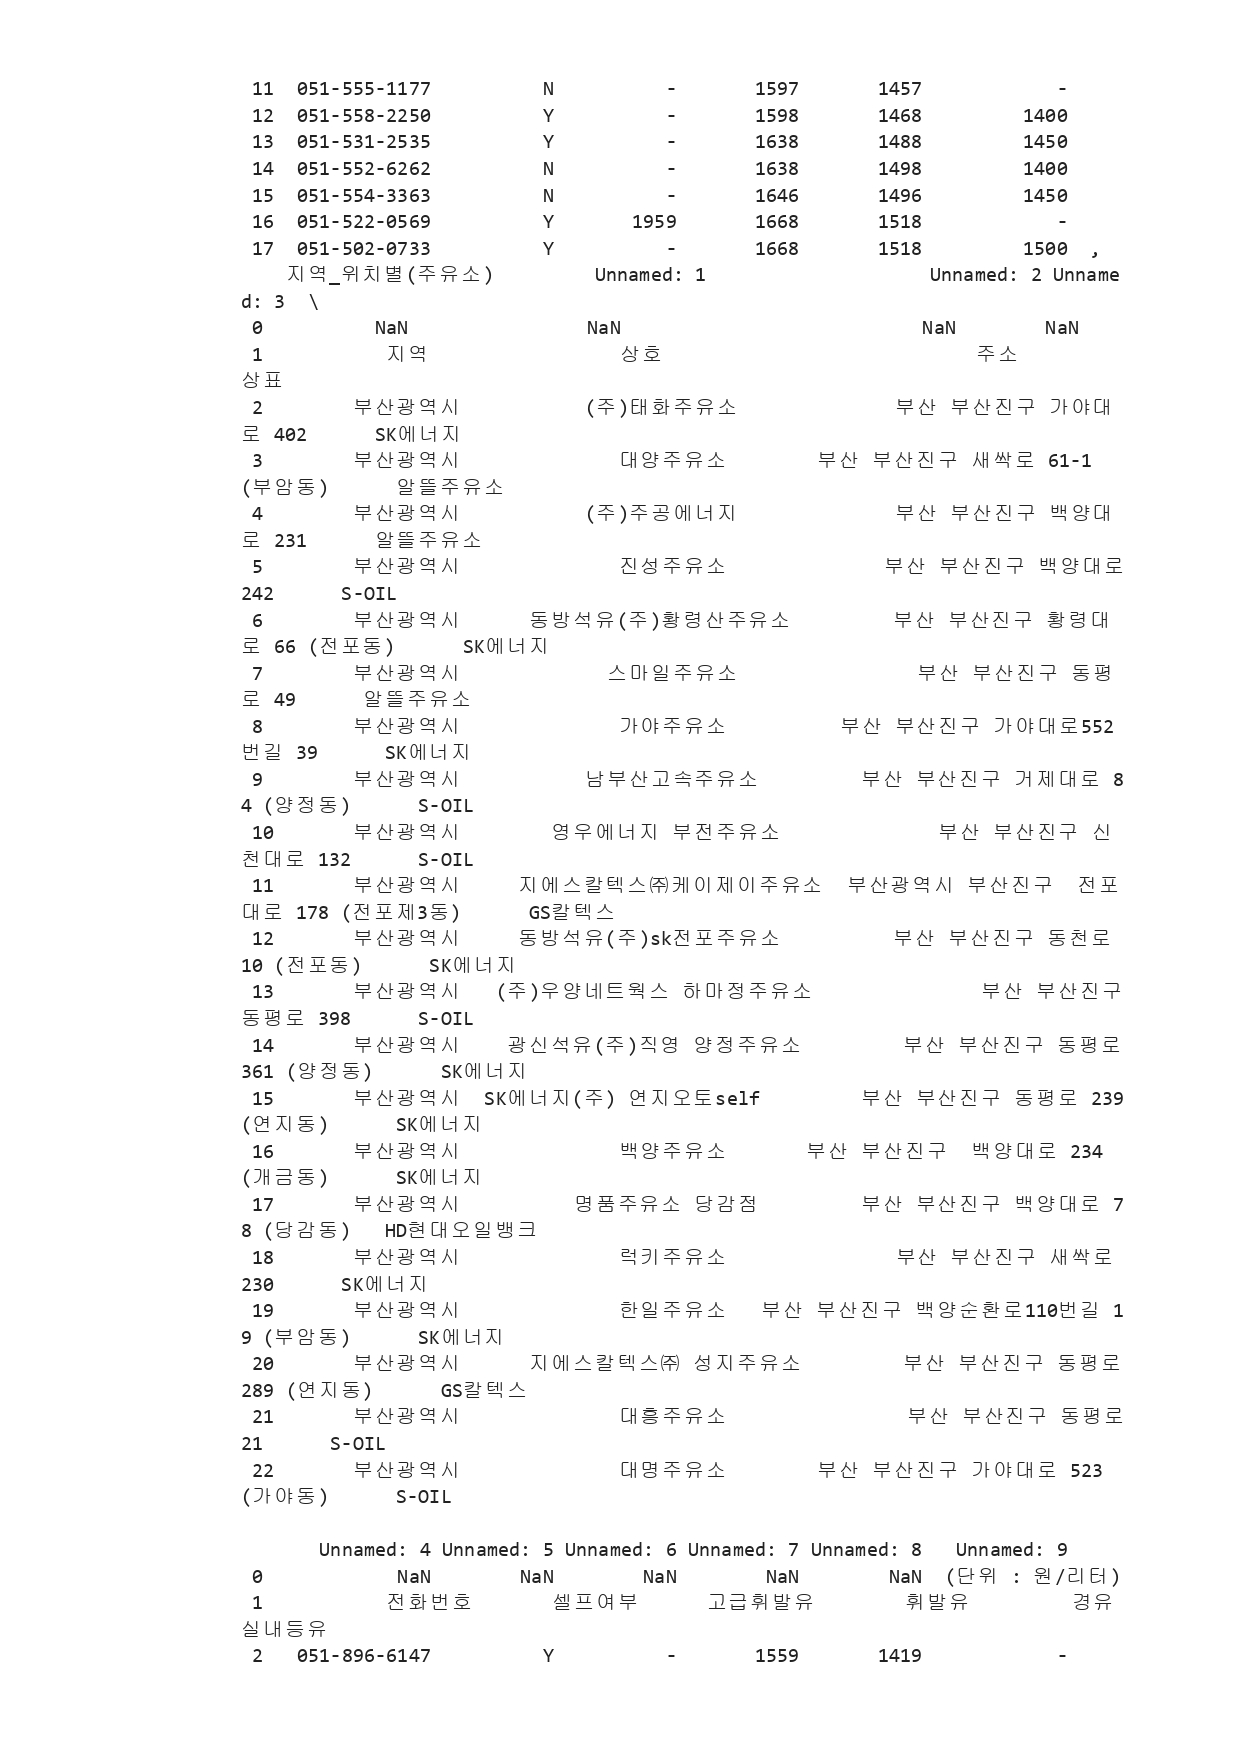 11 051-555-1177 N - 1597 1457 -
12 051-558-2250 Y - 1598 1468 1400
13 051-531-2535 Y - 1638 1488 1450
14 051-552-6262 N - 1638 1498 1400
15 051-554-3363 N - 1646 1496 1450
16 051-522-0569 Y 1959 1668 1518 -
17 051-502-0733 Y - 1668 1518 1500 ,
지역_위치별(주유소) Unnamed: 1 Unnamed: 2 Unname
d: 3 \
0 NaN NaN NaN NaN
1 지역 상호 주소
상표
2 부산광역시 (주)태화주유소 부산 부산진구 가야대
로 402 SK에너지
3 부산광역시 대양주유소 부산 부산진구 새싹로 61-1
(부암동) 알뜰주유소
4 부산광역시 (주)주공에너지 부산 부산진구 백양대
로 231 알뜰주유소
5 부산광역시 진성주유소 부산 부산진구 백양대로
242 S-OIL
6 부산광역시 동방석유(주)황령산주유소 부산 부산진구 황령대
로 66 (전포동) SK에너지
7 부산광역시 스마일주유소 부산 부산진구 동평
로 49 알뜰주유소
8 부산광역시 가야주유소 부산 부산진구 가야대로552
번길 39 SK에너지
9 부산광역시 남부산고속주유소 부산 부산진구 거제대로 8
4 (양정동) S-OIL
10 부산광역시 영우에너지 부전주유소 부산 부산진구 신
천대로 132 S-OIL
11 부산광역시 지에스칼텍스㈜케이제이주유소 부산광역시 부산진구 전포
대로 178 (전포제3동) GS칼텍스
12 부산광역시 동방석유(주)sk전포주유소 부산 부산진구 동천로
10 (전포동) SK에너지
13 부산광역시 (주)우양네트웍스 하마정주유소 부산 부산진구
동평로 398 S-OIL
14 부산광역시 광신석유(주)직영 양정주유소 부산 부산진구 동평로
361 (양정동) SK에너지
15 부산광역시 SK에너지(주) 연지오토self 부산 부산진구 동평로 239
(연지동) SK에너지
16 부산광역시 백양주유소 부산 부산진구 백양대로 234
(개금동) SK에너지
17 부산광역시 명품주유소 당감점 부산 부산진구 백양대로 7
8 (당감동) HD현대오일뱅크
18 부산광역시 럭키주유소 부산 부산진구 새싹로
230 SK에너지
19 부산광역시 한일주유소 부산 부산진구 백양순환로110번길 1
9 (부암동) SK에너지
20 부산광역시 지에스칼텍스㈜ 성지주유소 부산 부산진구 동평로
289 (연지동) GS칼텍스
21 부산광역시 대흥주유소 부산 부산진구 동평로
21 S-OIL
22 부산광역시 대명주유소 부산 부산진구 가야대로 523
(가야동) S-OIL
Unnamed: 4 Unnamed: 5 Unnamed: 6 Unnamed: 7 Unnamed: 8 Unnamed: 9
0 NaN NaN NaN NaN NaN (단위 : 원/리터)
1 전화번호 셀프여부 고급휘발유 휘발유 경유
실내등유
2 051-896-6147 Y - 1559 1419 -